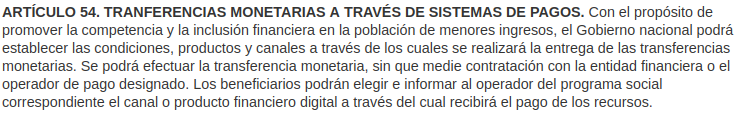 ARTÍCULO 54. TRANFERENCIAS MONETARIAS A TRAVÉS DE SISTEMAS DE PAGOS. Con el propósito de
promover la competencia y la inclusión financiera en la población de menores ingresos, el Gobierno nacional podrá
establecer las condiciones, productos y canales a través de los cuales se realizará la entrega de las transferencias
monetarias. Se podrá efectuar la transferencia monetaria, sin que medie contratación con la entidad financiera o el
operador de pago designado. Los beneficiarios podrán elegir e informar al operador del programa social
correspondiente el canal o producto financiero digital a través del cual recibirá el pago de los recursos.